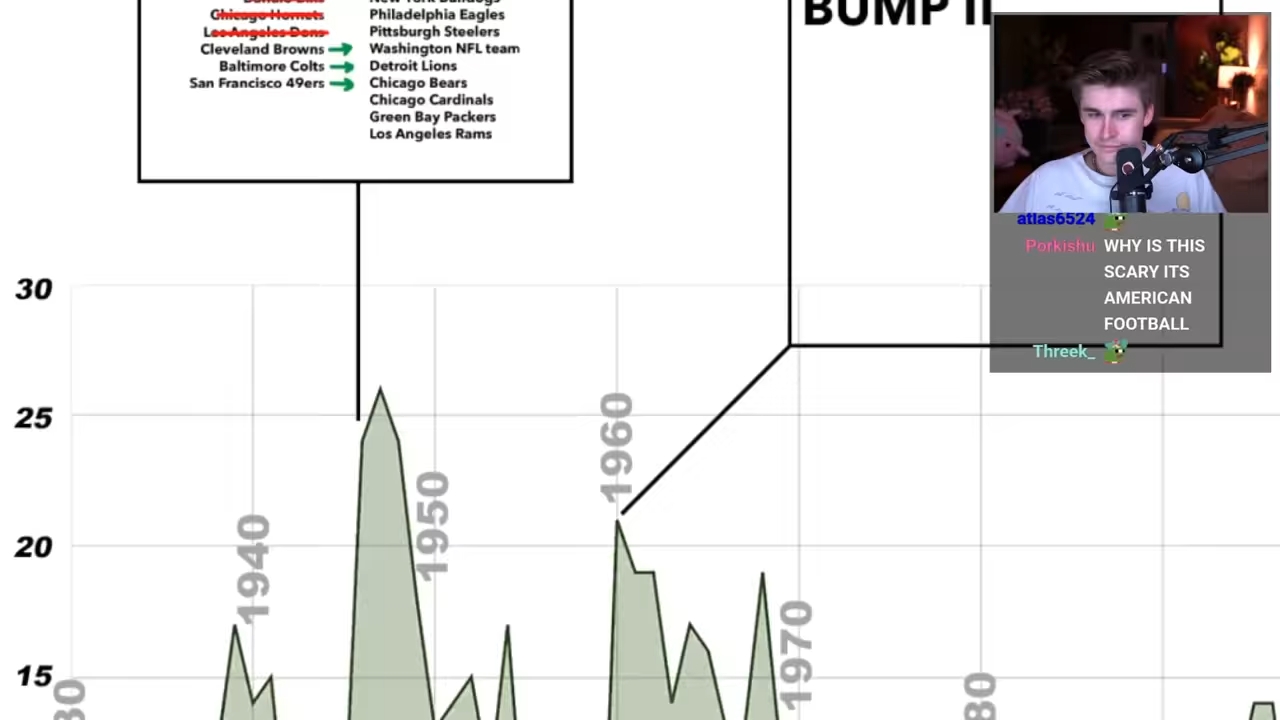 Buffalo Bills New York Bulldogs
Chicago Hornets Philadelphia Eagles
Los Angeles Dons Pittsburgh Steelers
Cleveland Browns Washington NFL team
Baltimore Colts Detroit Lions
San Francisco 49ers Chicago Bears
Chicago Cardinals
Green Bay Packers
Los Angeles Rams
BUMP
atlas6524
Porkishu WHY IS THIS
SCARY ITS
AMERICAN
FOOTBALL
Threek_
30
25
20
15
1940
1950
1960
1970
80